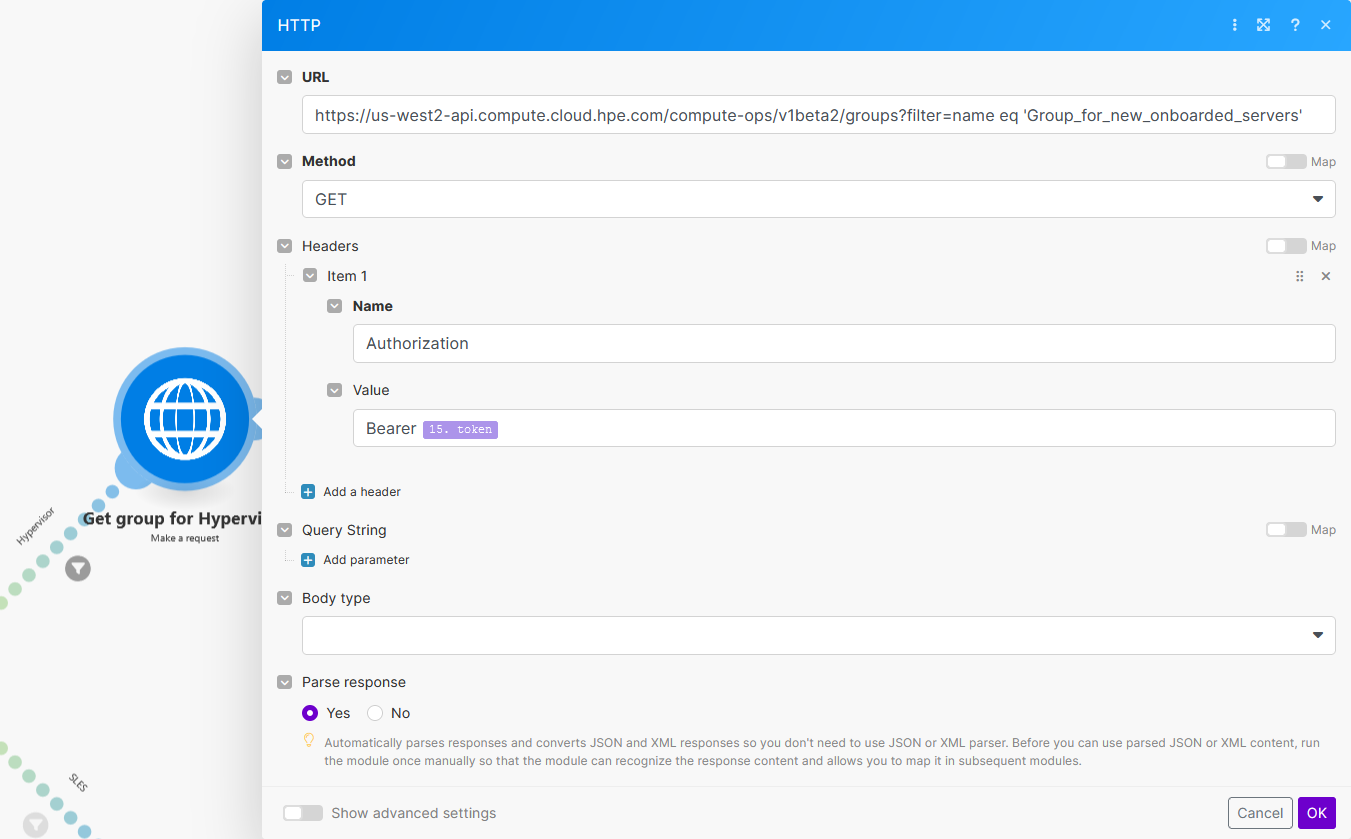 HTTP
?
URL
https://us-west2-api.compute.cloud.hpe.com/compute-ops/v1beta2/groups?filter=name eq 'Group_for_new_onboarded_servers'
Method
Map
GET
Headers
Map
Item 1
Name
Authorization
Value
Bearer 15. token
Add a header
Query String
Map
Add parameter
Body type
Parse response
Yes No
Automatically parses responses and converts JSON and XML responses so you don't need to use JSON or XML parser. Before you can use parsed JSON or XML content, run
the module once manually so that the module can recognize the response content and allows you to map it in subsequent modules.
Show advanced settings
Cancel OK
Hypervisor
Get group for Hypervi
Make a request
SLES